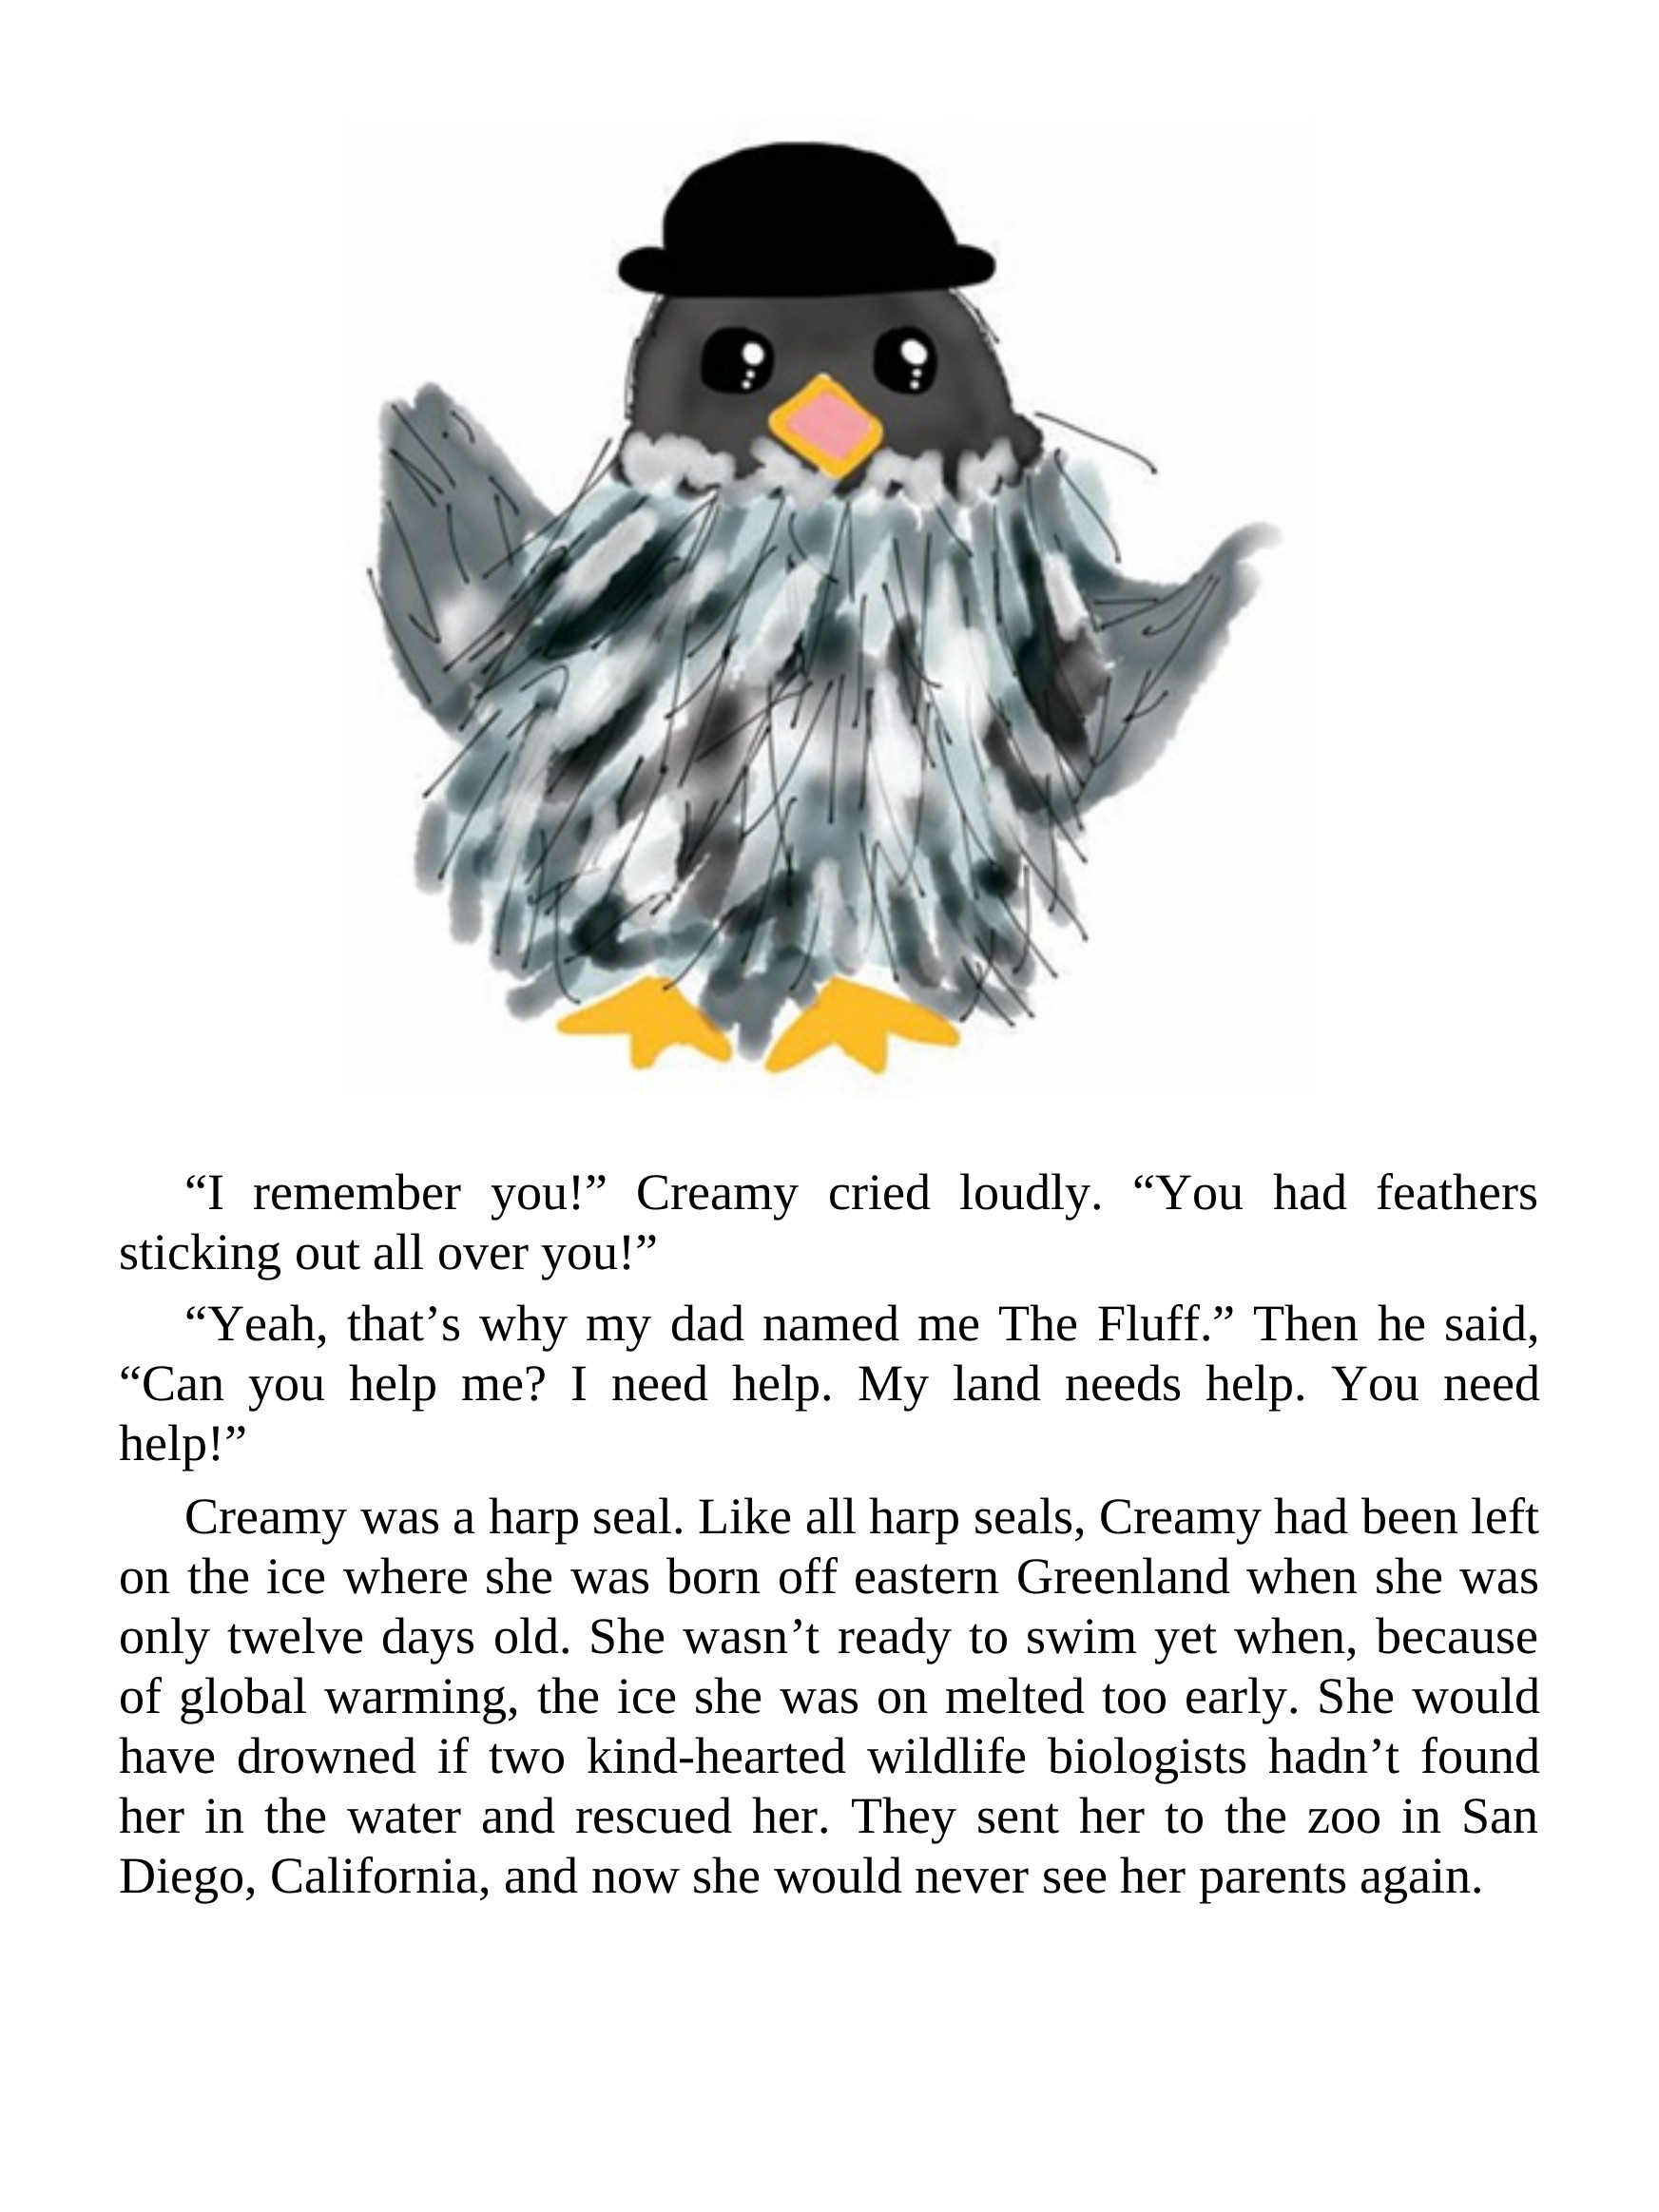 “I remember you!” Creamy cried loudly. “You had feathers
sticking out all over you!”
“Yeah, that’s why my dad named me The Fluff.” Then he said,
“Can you help me? I need help. My land needs help. You need
help!”
Creamy was a harp seal. Like all harp seals, Creamy had been left
on the ice where she was born off eastern Greenland when she was
only twelve days old. She wasn’t ready to swim yet when, because
of global warming, the ice she was on melted too early. She would
have drowned if two kind-hearted wildlife biologists hadn’t found
her in the water and rescued her. They sent her to the zoo in San
Diego, California, and now she would never see her parents again.